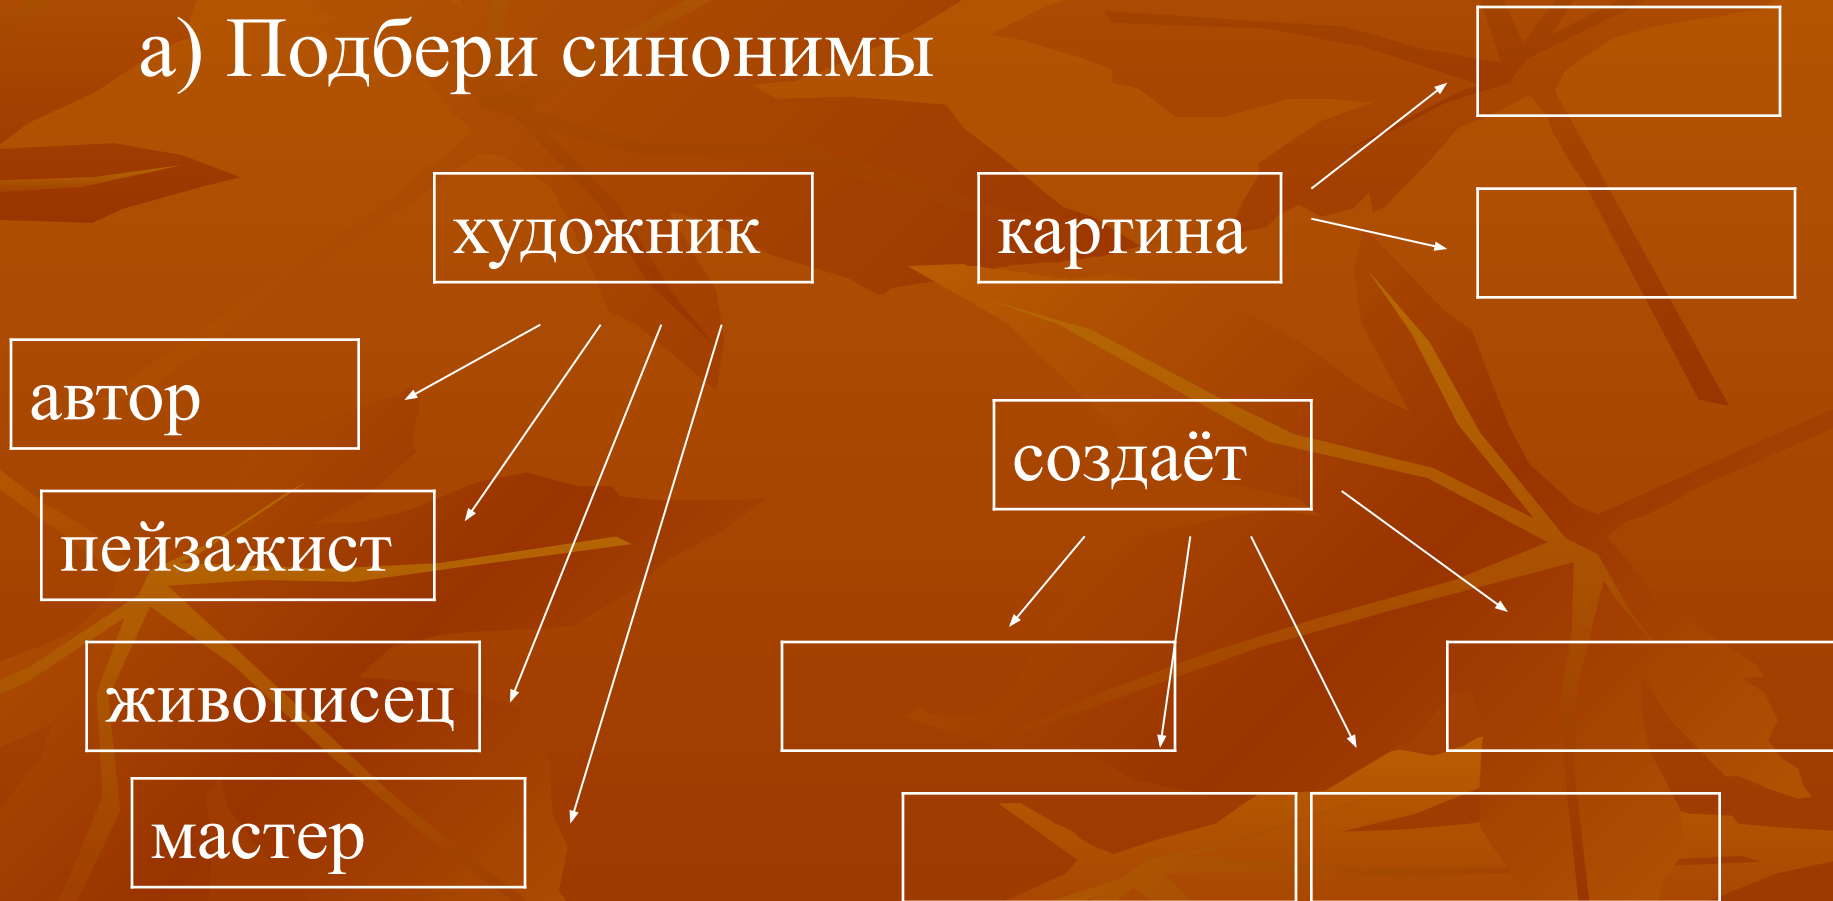 а) Подбери синонимы
художник
картина
автор
создаёт
пейзажист
живописец
мастер